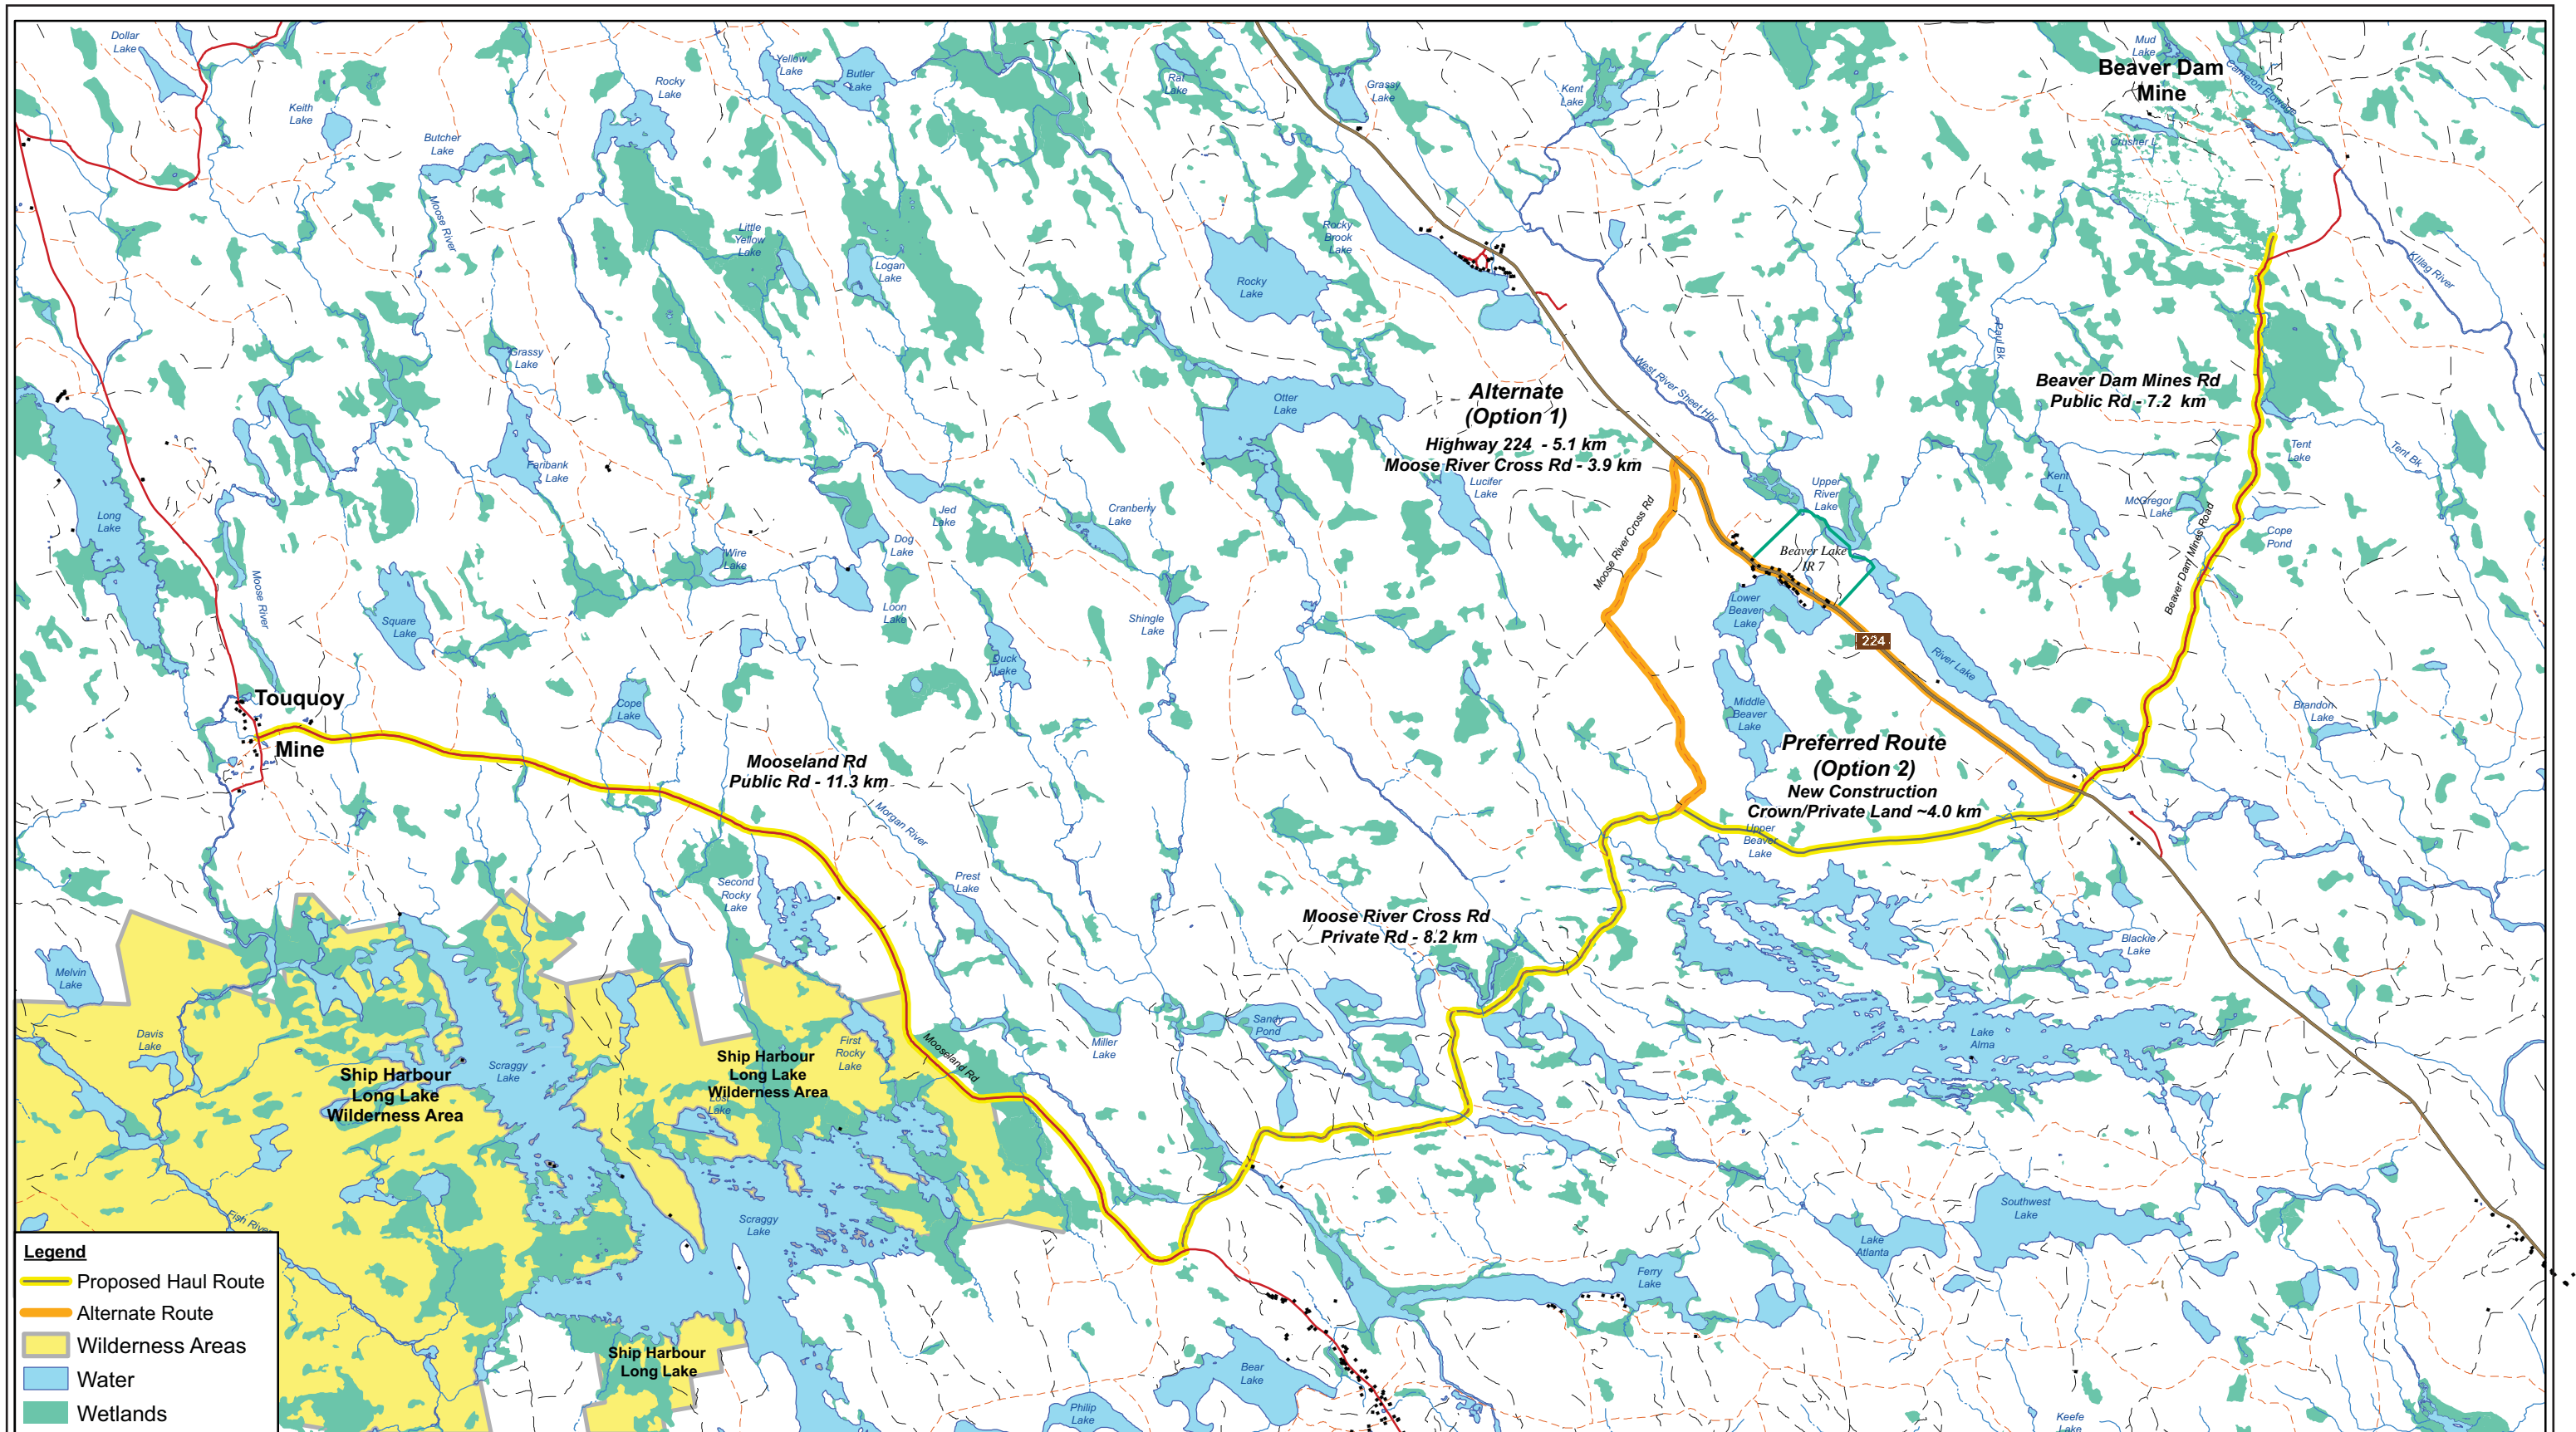 Dollar
Lake
Keith
Lake
Butcher
Lake
Rocky
Lake
Yellow
Lake
Butler
Lake
Rat
Lake
Grassy
Lake
Kent
Lake
Mud
Lake
Cameron Flowage
Beaver Dam
Mine
Crusher L
Moose River
Little
Yellow
Lake
Logan
Lake
Rocky
Lake
Rocky
Brook
Lake
West River Sheet Hbr
Killag River
Paul Bk
Grassy
Lake
Otter
Lake
Alternate
(Option 1)
Highway 224 - 5.1 km
Moose River Cross Rd - 3.9 km
Beaver Dam Mines Rd
Public Rd - 7.2 km
Tent
Lake
Tent Bk
Fairbank
Lake
Lucifer
Lake
Upper
River
Lake
Kent
L
McGregor
Lake
Cope
Pond
Long
Lake
Jed
Lake
Cranberry
Lake
Dog
Lake
Wire
Lake
Moose River Cross Rd
Beaver Lake
IR 7
Beaver Dam Mines Road
Moose River
Square
Lake
Loon
Lake
Shingle
Lake
Lower
Beaver
Lake
224
River Lake
Duck
Lake
Touquoy
Mine
Cope
Lake
Middle
Beaver
Lake
Brandon
Lake
Mooseland Rd
Public Rd - 11.3 km
Preferred Route
(Option 2)
New Construction
Crown/Private Land ~4.0 km
Morgan River
Upper
Beaver
Lake
Second
Rocky
Lake
Prest
Lake
Moose River Cross Rd
Private Rd - 8.2 km
Blackie
Lake
Melvin
Lake
Davis
Lake
Scraggy
Lake
Ship Harbour
Long Lake
Wilderness Area
Ship Harbour
Long Lake
Wilderness Area
Lost
Lake
First
Rocky
Lake
Mooseland Rd
Miller
Lake
Sandy
Pond
Lake
Alma
Fish River
Scraggy
Lake
Southwest
Lake
Lake
Atlanta
Ferry
Lake
Ship Harbour
Long Lake
Bear
Lake
Philip
Lake
Keefe
Lake
Legend
Proposed Haul Route
Alternate Route
Wilderness Areas
Water
Wetlands